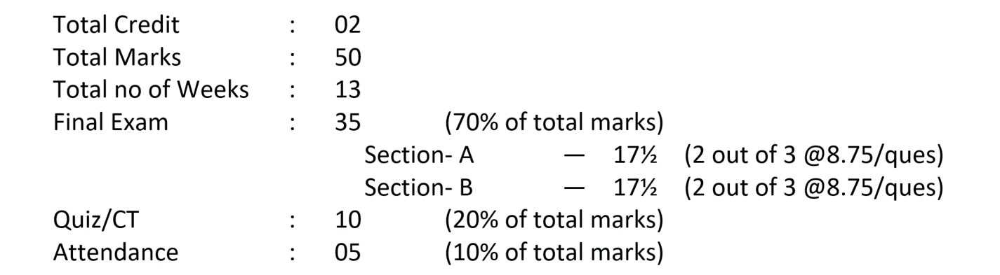 Total Credit : 02
Total Marks : 50
Total no of Weeks : 13
Final Exam : 35 (70% of total marks)
Section- A — 17½ (2 out of 3 @8.75/ques)
Section- B — 17½ (2 out of 3 @8.75/ques)
Quiz/CT : 10 (20% of total marks)
Attendance : 05 (10% of total marks)